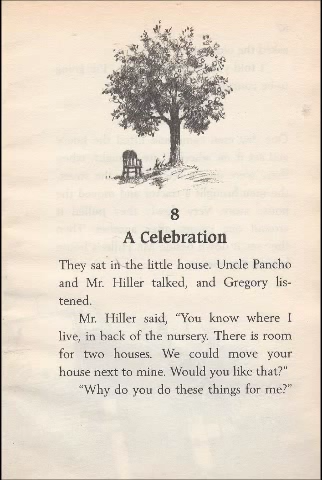 8
A Celebration
They sat in the little house. Uncle Pancho
and Mr. Hiller talked, and Gregory lis-
tened.
Mr. Hiller said, “You know where I
live, in back of the nursery. There is room
for two houses. We could move your
house next to mine. Would you like that?”
“Why do you do these things for me?”